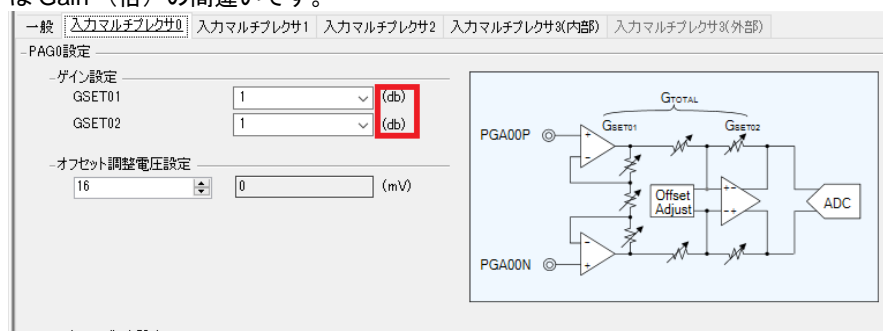 は Gain （倍）の間違いです。
一般 入力マルチプレクサ0 入力マルチプレクサ1 入力マルチプレクサ2 入力マルチプレクサ3(内部) 入力マルチプレクサ3(外部)
PAG0設定
ゲイン設定
GSET01 1 (db)
GSET02 1 (db)
オフセット調整電圧設定
16 0 (mV)
GTOTAL
GSET01 GSET02
PGA00P
Offset
Adjust
ADC
PGA00N